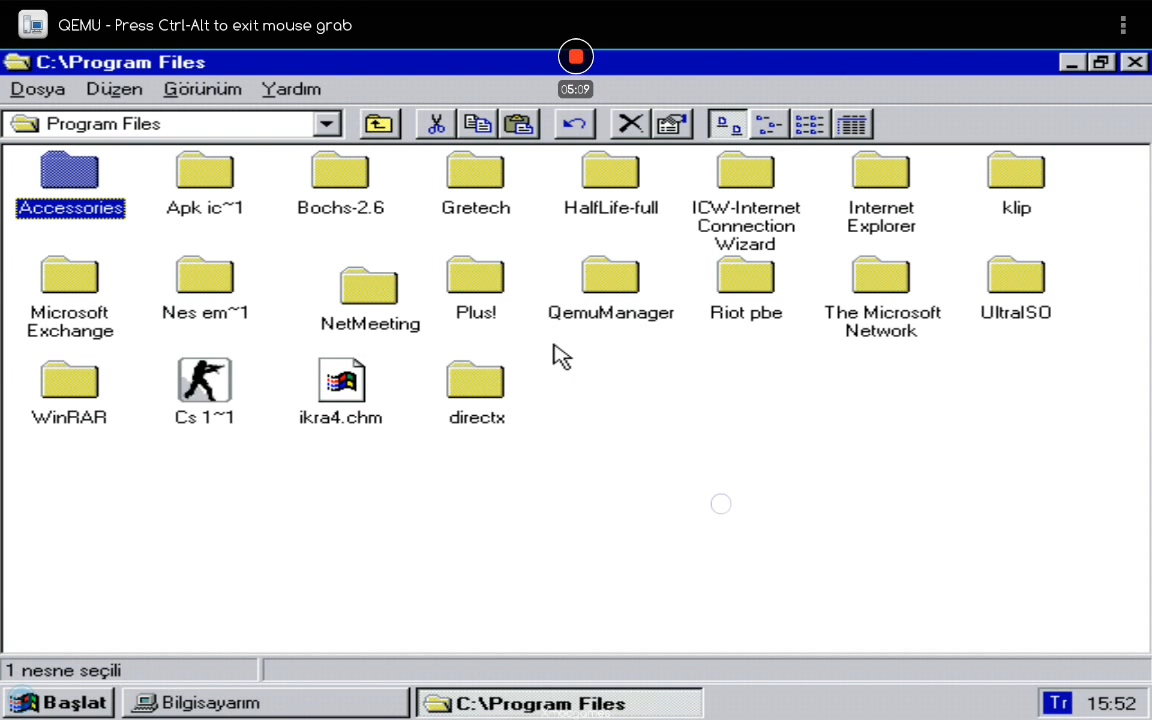 QEMU - Press Ctrl-Alt to exit mouse grab
C:\Program Files
05:09
Dosya Düzen Görünüm Yardım
Program Files
Accessories
Apk ic~1
Bochs-2.6
Gretech
HalfLife-full
ICW-Internet
Connection
Wizard
Internet
Explorer
klip
Microsoft
Exchange
Nes em~1
NetMeeting
Plus!
QemuManager
Riot pbe
The Microsoft
Network
UltraISO
WinRAR
Cs 1~1
ikra4.chm
directx
1 nesne seçili
Başlat
Bilgisayarım
C:\Program Files
Tr
15:52